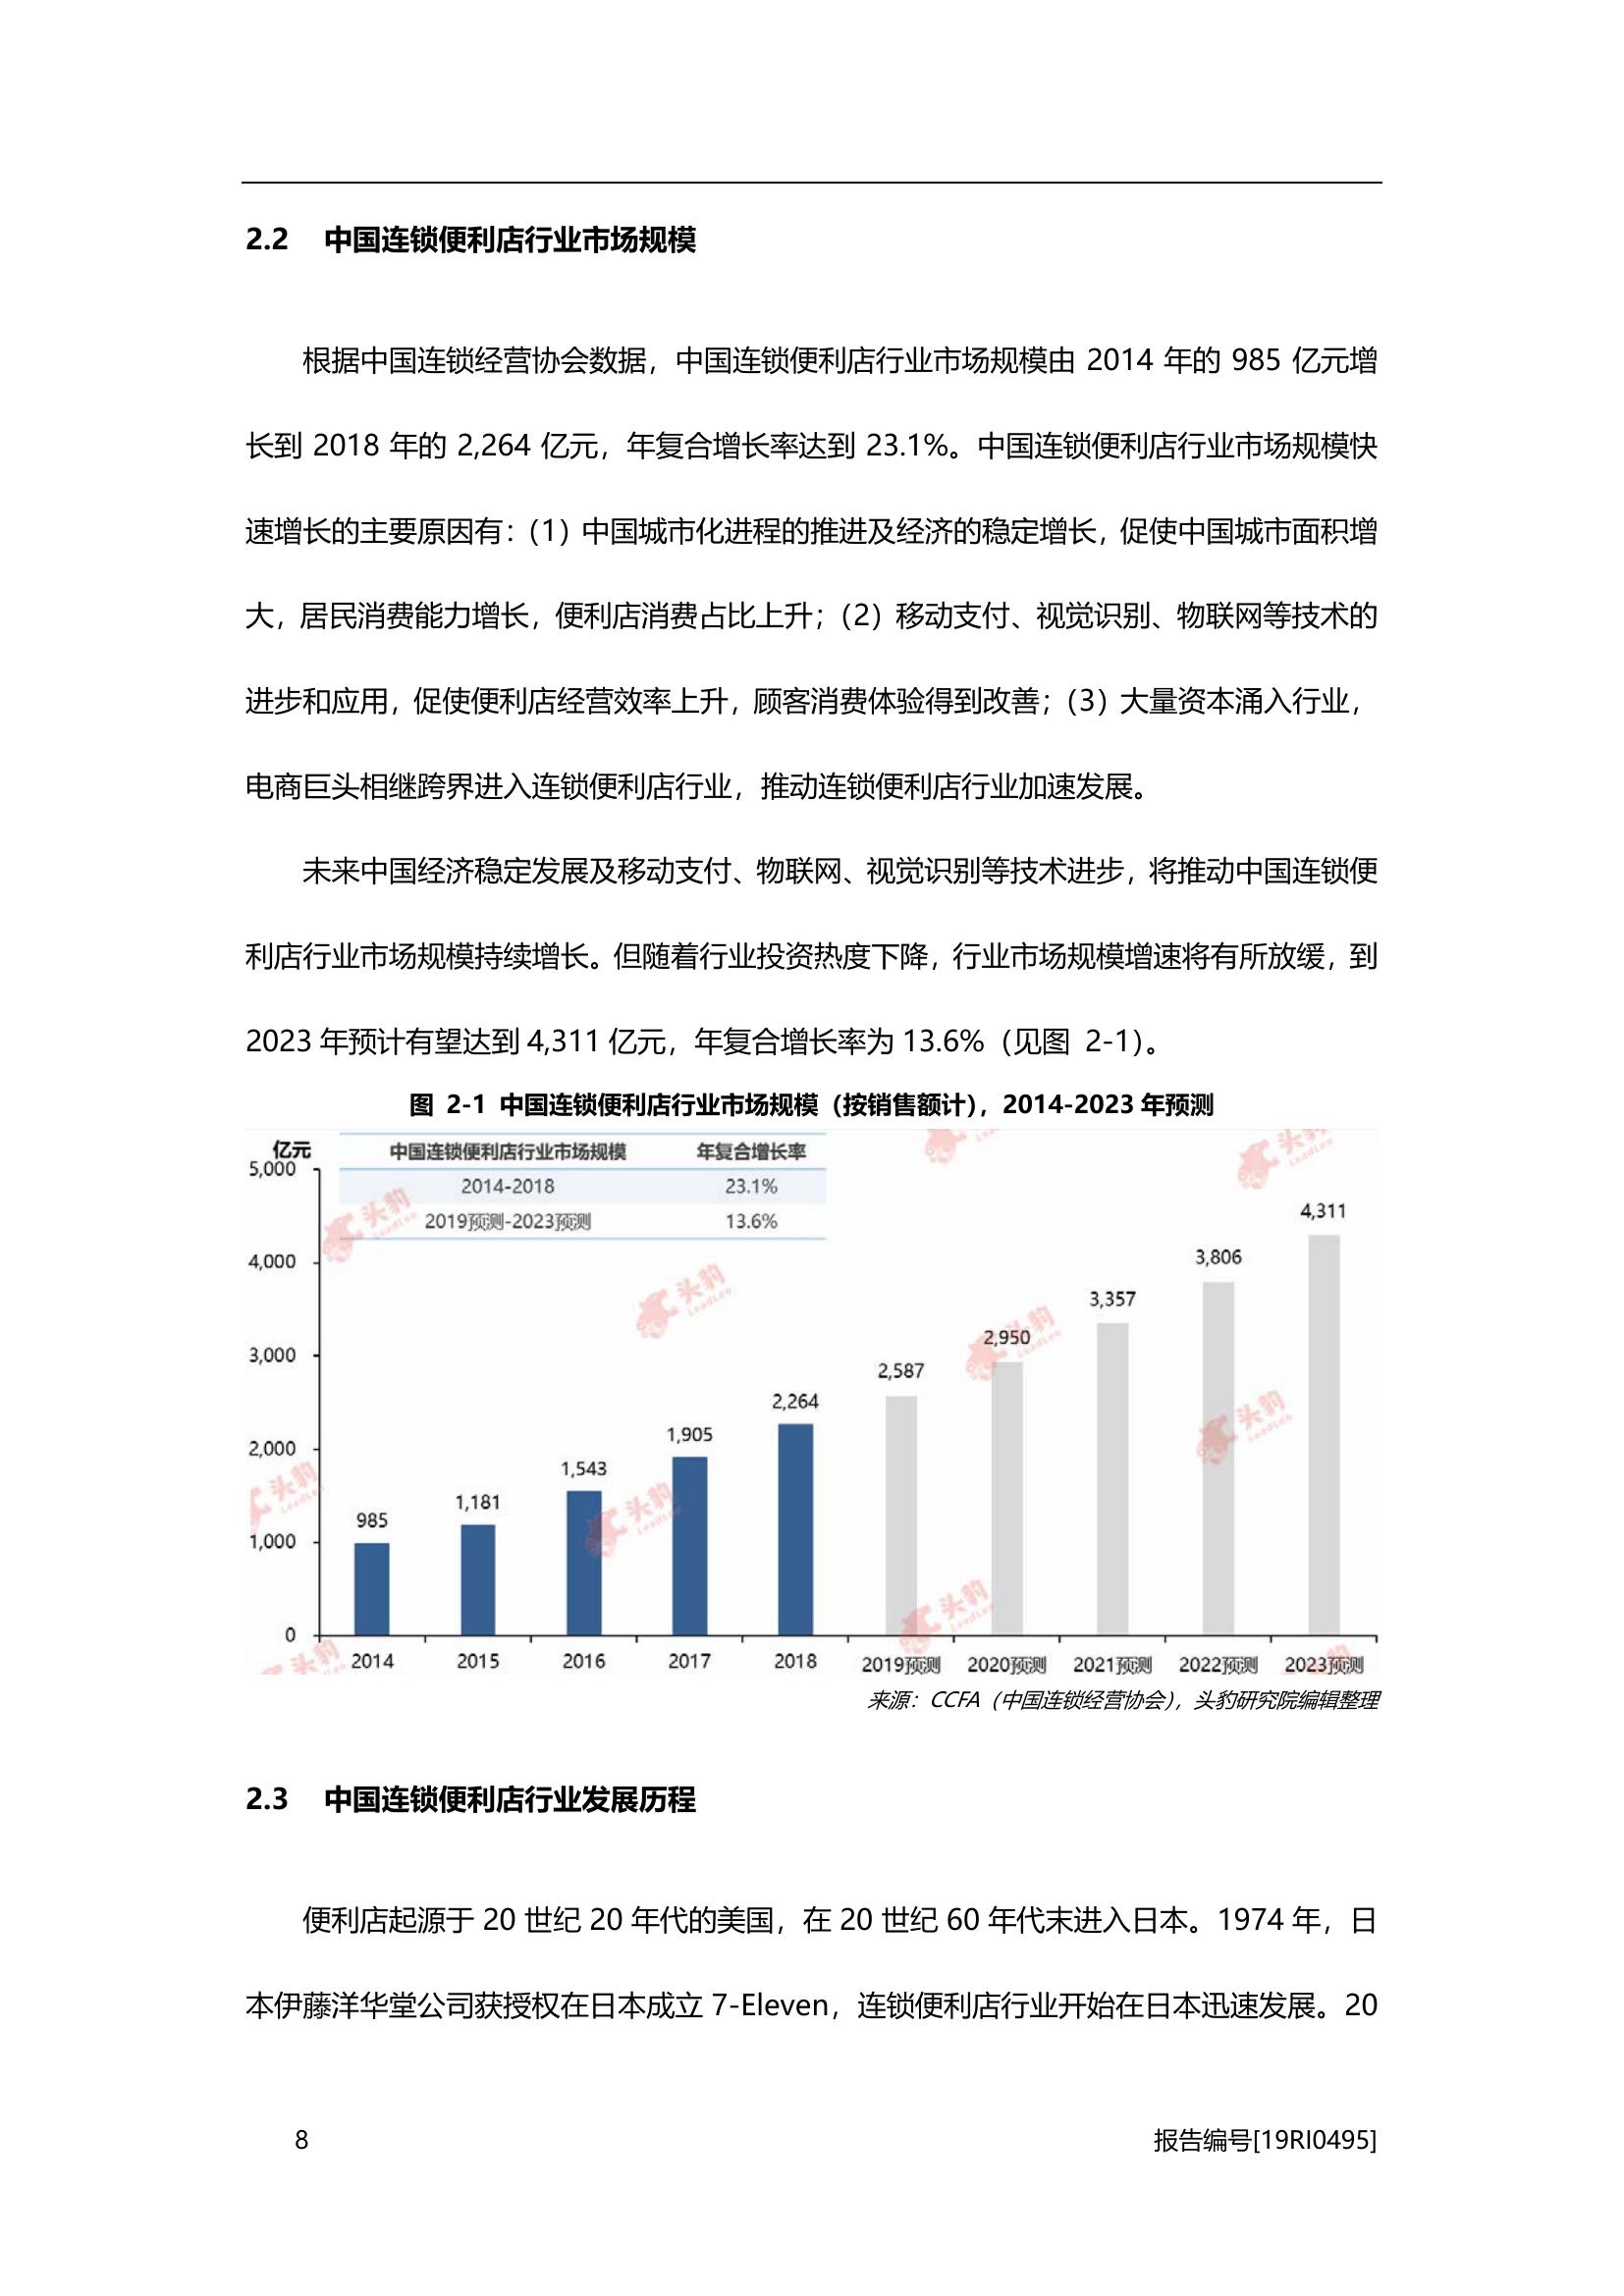 2.2 中国连锁便利店行业市场规模
根据中国连锁经营协会数据，中国连锁便利店行业市场规模由 2014 年的 985 亿元增
长到 2018 年的 2,264 亿元，年复合增长率达到 23.1%。中国连锁便利店行业市场规模快
速增长的主要原因有：（1）中国城市化进程的推进及经济的稳定增长，促使中国城市面积增
大，居民消费能力增长，便利店消费占比上升；（2）移动支付、视觉识别、物联网等技术的
进步和应用，促使便利店经营效率上升，顾客消费体验得到改善；（3）大量资本涌入行业，
电商巨头相继跨界进入连锁便利店行业，推动连锁便利店行业加速发展。
未来中国经济稳定发展及移动支付、物联网、视觉识别等技术进步，将推动中国连锁便
利店行业市场规模持续增长。但随着行业投资热度下降，行业市场规模增速将有所放缓，到
2023 年预计有望达到 4,311 亿元，年复合增长率为 13.6%（见图 2-1）。
图 2-1 中国连锁便利店行业市场规模（按销售额计），2014-2023 年预测
亿元
中国连锁便利店行业市场规模 年复合增长率
2014-2018 23.1%
2019预测-2023预测 13.6%
5,000
4,000
3,000
2,000
1,000
0
985
1,181
1,543
1,905
2,264
2,587
2,950
3,357
3,806
4,311
2014 2015 2016 2017 2018 2019预测 2020预测 2021预测 2022预测 2023预测
头豹
LeadLeo
来源：CCFA（中国连锁经营协会），头豹研究院编辑整理
2.3 中国连锁便利店行业发展历程
便利店起源于 20 世纪 20 年代的美国，在 20 世纪 60 年代末进入日本。1974 年，日
本伊藤洋华堂公司获授权在日本成立 7-Eleven，连锁便利店行业开始在日本迅速发展。20
8 报告编号[19RI0495]